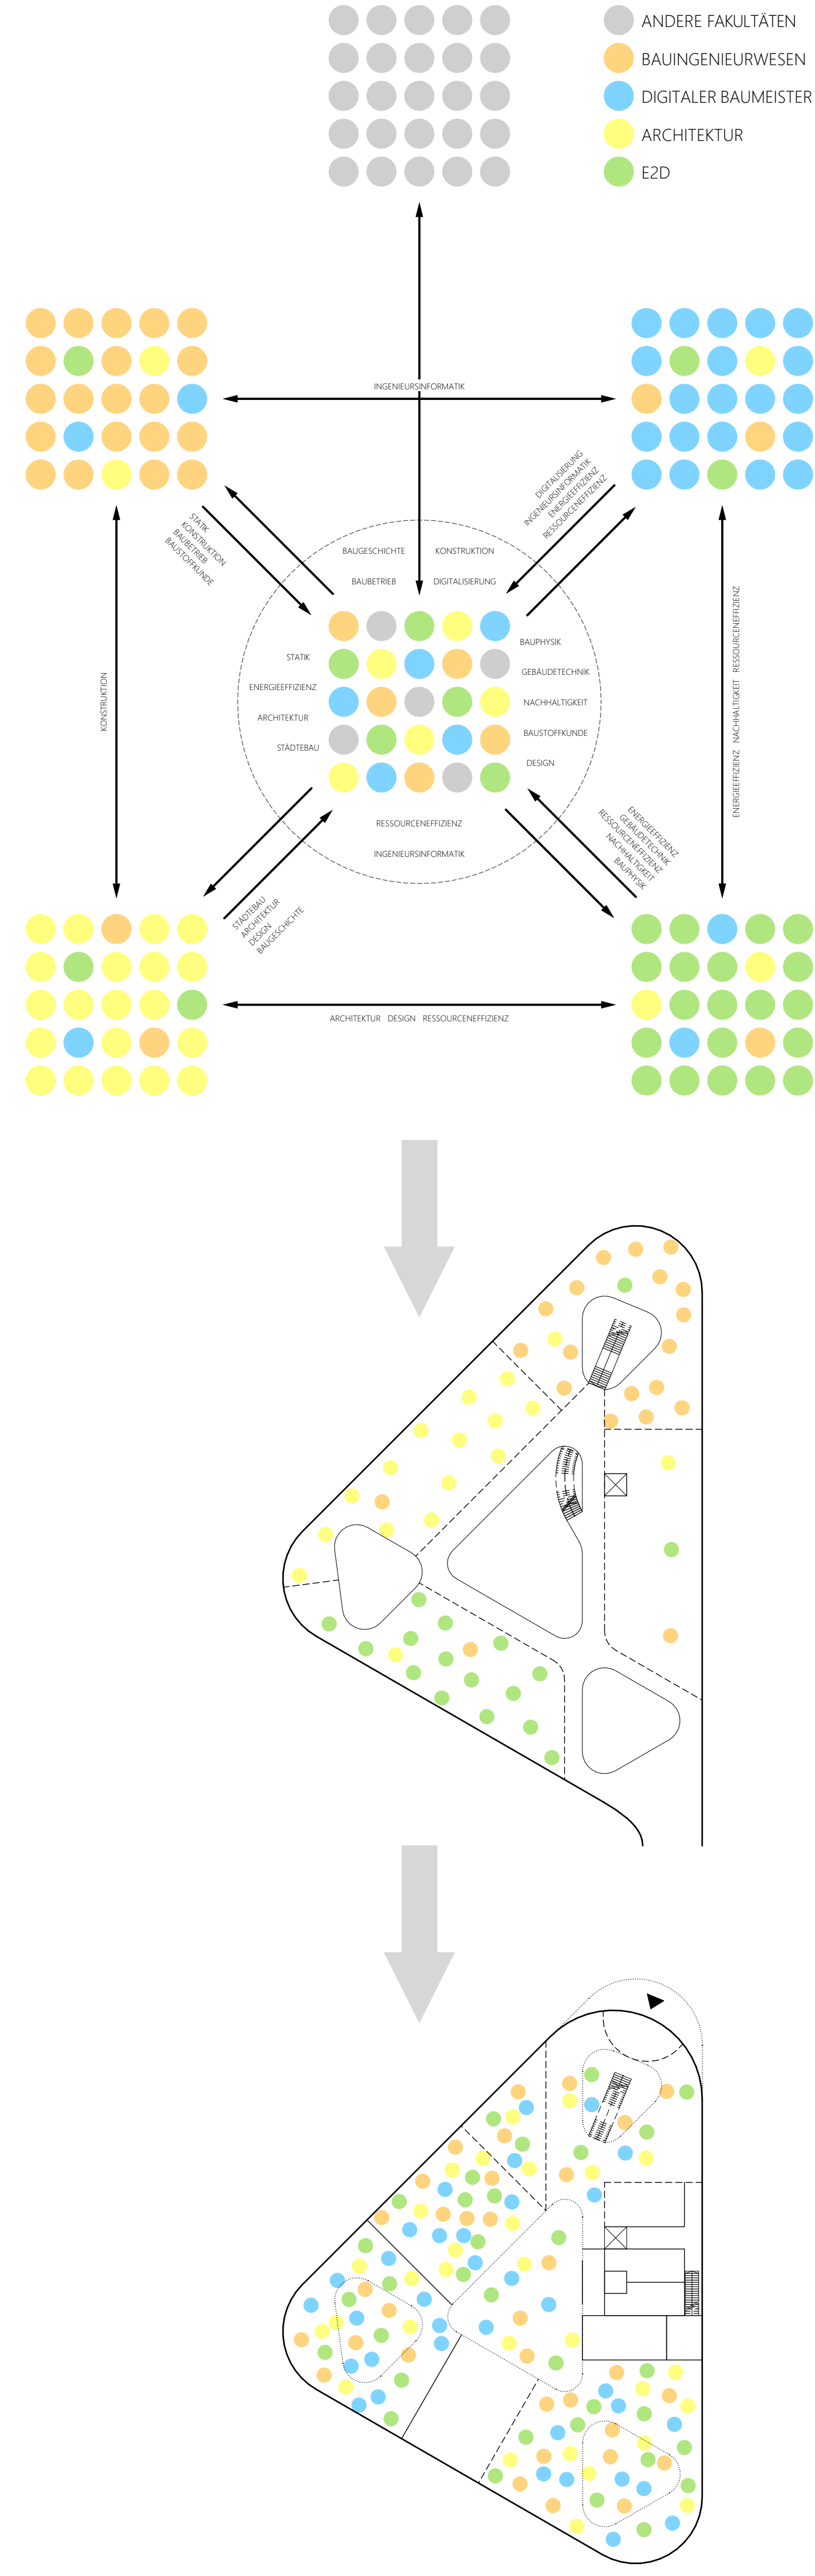 ANDERE FAKULTÄTEN
BAUINGENIEURWESEN
DIGITALER BAUMEISTER
ARCHITEKTUR
E2D
INGENIEURSINFORMATIK
DIGITALISIERUNG
INGENIEURSINFORMATIK
ENERGIEEFFIZIENZ
RESSOURCENEFFIZIENZ
STATIK
KONSTRUKTION
BAUBETRIEB
BAUSTOFFKUNDE
BAUGESCHICHTE
KONSTRUKTION
BAUBETRIEB
DIGITALISIERUNG
BAUPHYSIK
STATIK
GEBÄUDETECHNIK
ENERGIEEFFIZIENZ
NACHHALTIGKEIT
ARCHITEKTUR
BAUSTOFFKUNDE
STÄDTEBAU
DESIGN
RESSOURCENEFFIZIENZ
INGENIEURSINFORMATIK
KONSTRUKTION
ENERGIEEFFIZIENZ NACHHALTIGKEIT RESSOURCENEFFIZIENZ
ENERGIEEFFIZIENZ
GEBÄUDETECHNIK
RESSOURCENEFFIZIENZ
NACHHALTIGKEIT
BAUPHYSIK
STÄDTEBAU
ARCHITEKTUR
DESIGN
BAUGESCHICHTE
ARCHITEKTUR DESIGN RESSOURCENEFFIZIENZ